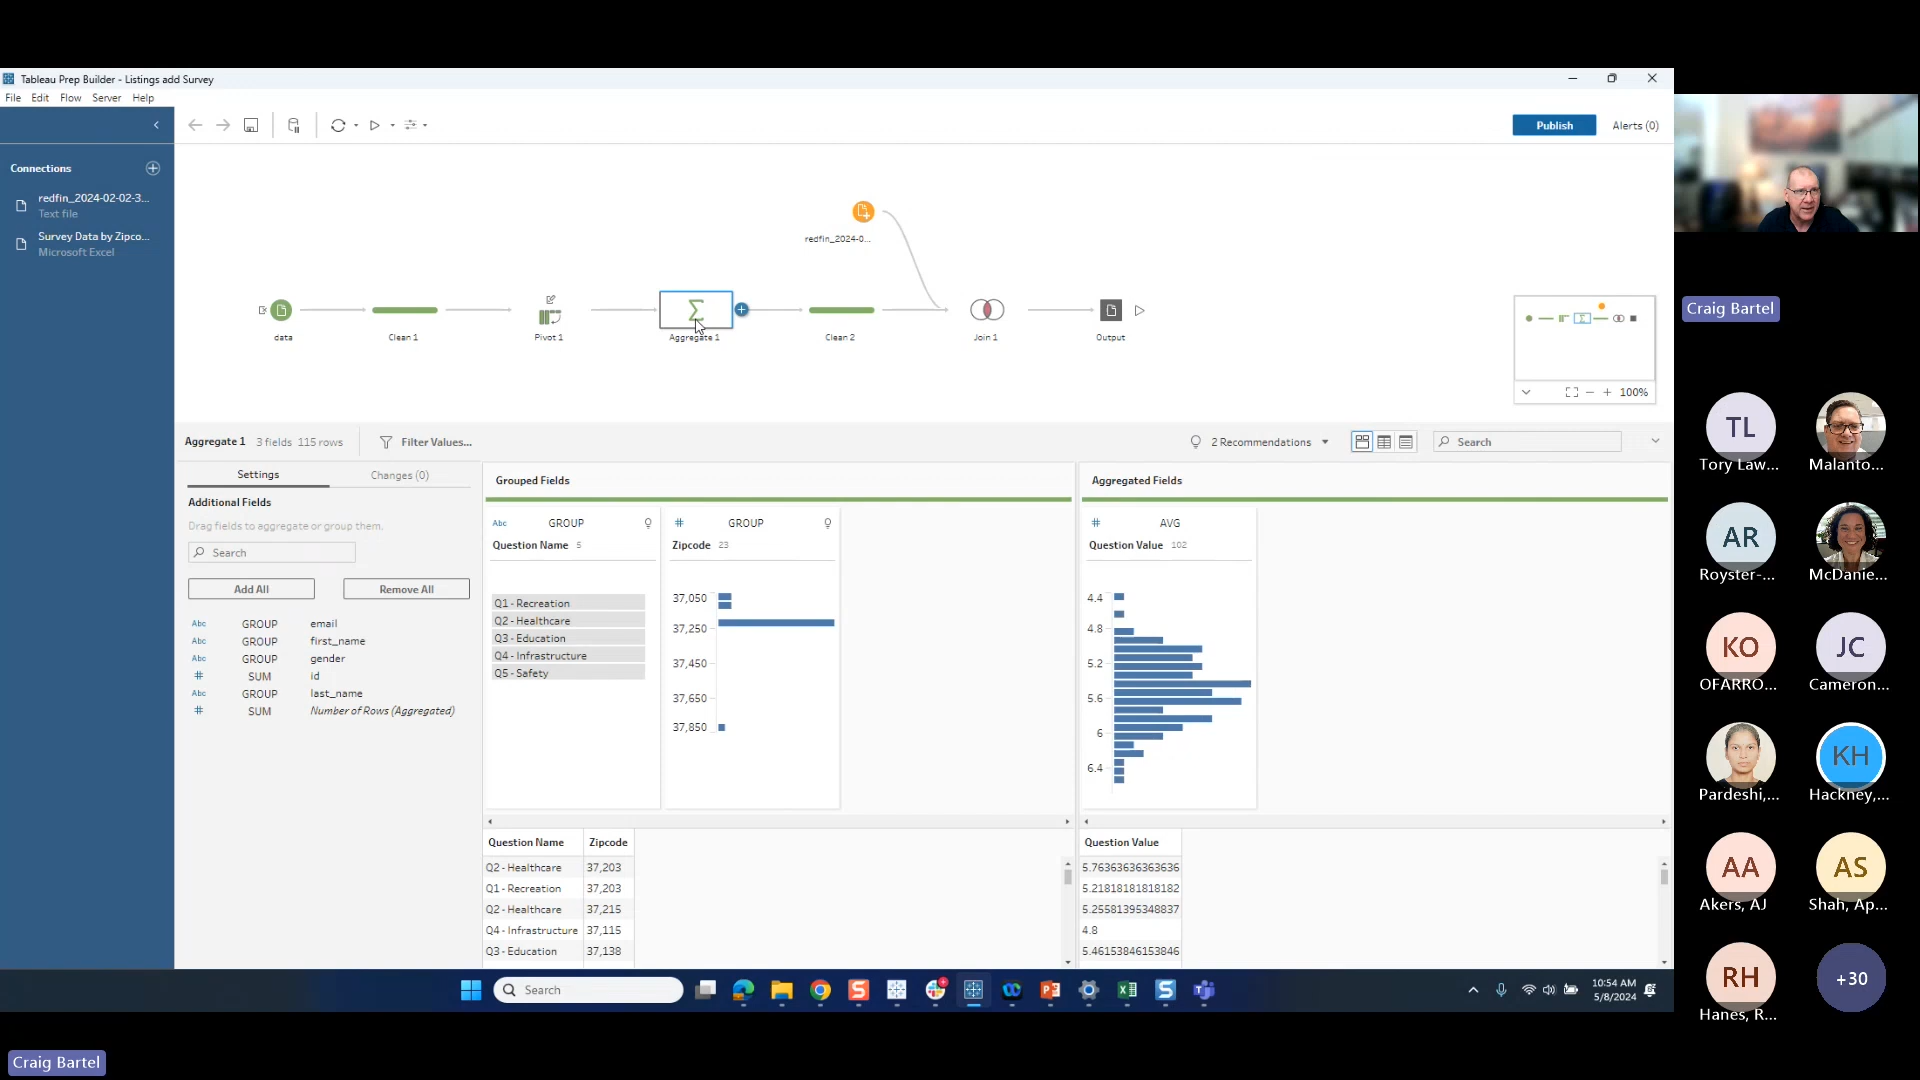 Tableau Prep Builder - Listings add Survey
File Edit Flow Server Help
Publish
Alerts (0)
Connections
redfin_2024-02-02-3...
Text file
Survey Data by Zipco...
Microsoft Excel
redfin_2024-0...
data
Clean 1
Pivot 1
Aggregate 1
Clean 2
Join 1
Output
100%
Aggregate 1 3 fields 115 rows
Filter Values...
2 Recommendations
Search
Settings
Changes (0)
Additional Fields
Drag fields to aggregate or group them.
Search
Add All
Remove All
Abc GROUP email
Abc GROUP first_name
Abc GROUP gender
# SUM id
Abc GROUP last_name
# SUM Number of Rows (Aggregated)
Grouped Fields
Abc GROUP
Question Name 5
Q1 - Recreation
Q2 - Healthcare
Q3 - Education
Q4 - Infrastructure
Q5 - Safety
# GROUP
Zipcode 23
37,050
37,250
37,450
37,650
37,850
Aggregated Fields
# AVG
Question Value 102
4.4
4.8
5.2
5.6
6
6.4
Question Name Zipcode
Q2 - Healthcare 37,203
Q1 - Recreation 37,203
Q2 - Healthcare 37,215
Q4 - Infrastructure 37,115
Q3 - Education 37,138
Question Value
5.76363636363636
5.21818181818182
5.25581395348837
4.8
5.46153846153846
Search
10:54 AM
5/8/2024
Craig Bartel
TL
Tory Law...
Malanto...
AR
Royster-...
McDanie...
KO
OFARRO...
JC
Cameron...
Pardeshi,...
KH
Hackney,...
AA
Akers, AJ
AS
Shah, Ap...
RH
Hanes, R...
+30
Craig Bartel